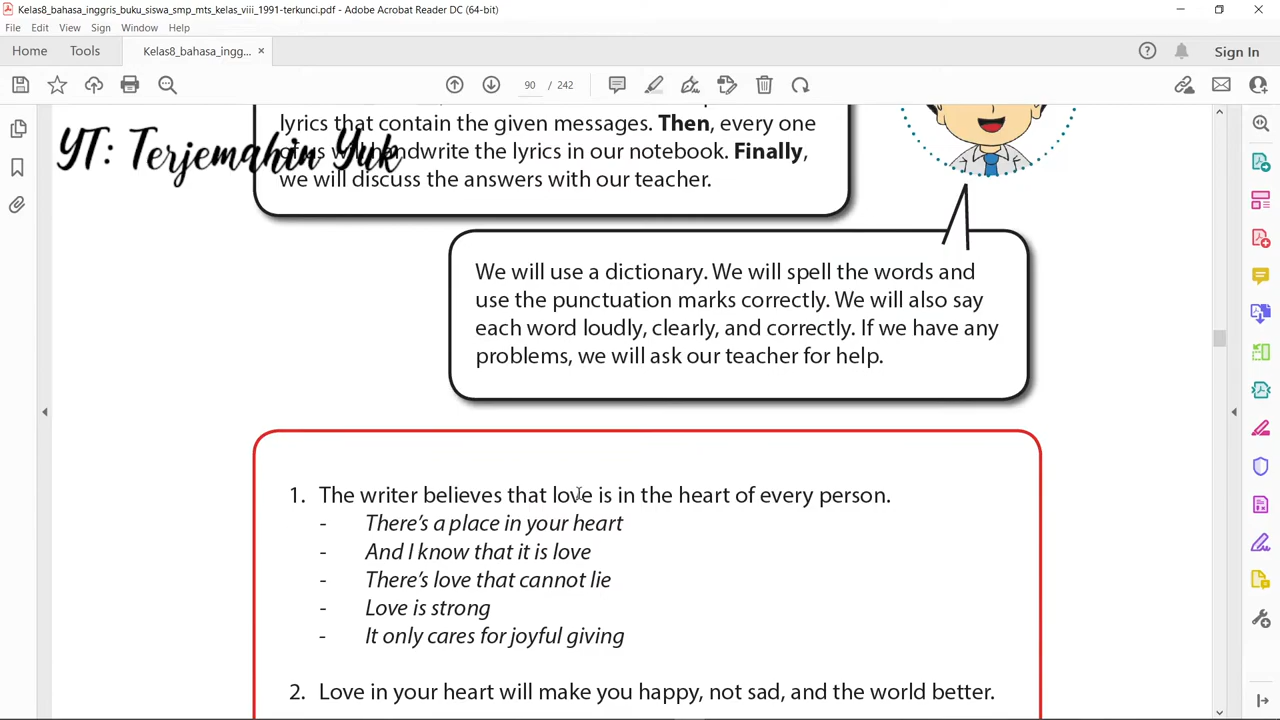 Kelas8_bahasa_inggris_buku_siswa_smp_mts_kelas_viii_1991-terkunci.pdf - Adobe Acrobat Reader DC (64-bit)
File Edit View Sign Window Help
Home Tools Kelas8_bahasa_ingg... ×
Sign In
90 / 242
lyrics that contain the given messages. Then, every one
will handwrite the lyrics in our notebook. Finally,
we will discuss the answers with our teacher.
YT: Terjemahin Yuk
We will use a dictionary. We will spell the words and
use the punctuation marks correctly. We will also say
each word loudly, clearly, and correctly. If we have any
problems, we will ask our teacher for help.
1. The writer believes that love is in the heart of every person.
- There's a place in your heart
- And I know that it is love
- There's love that cannot lie
- Love is strong
- It only cares for joyful giving
2. Love in your heart will make you happy, not sad, and the world better.